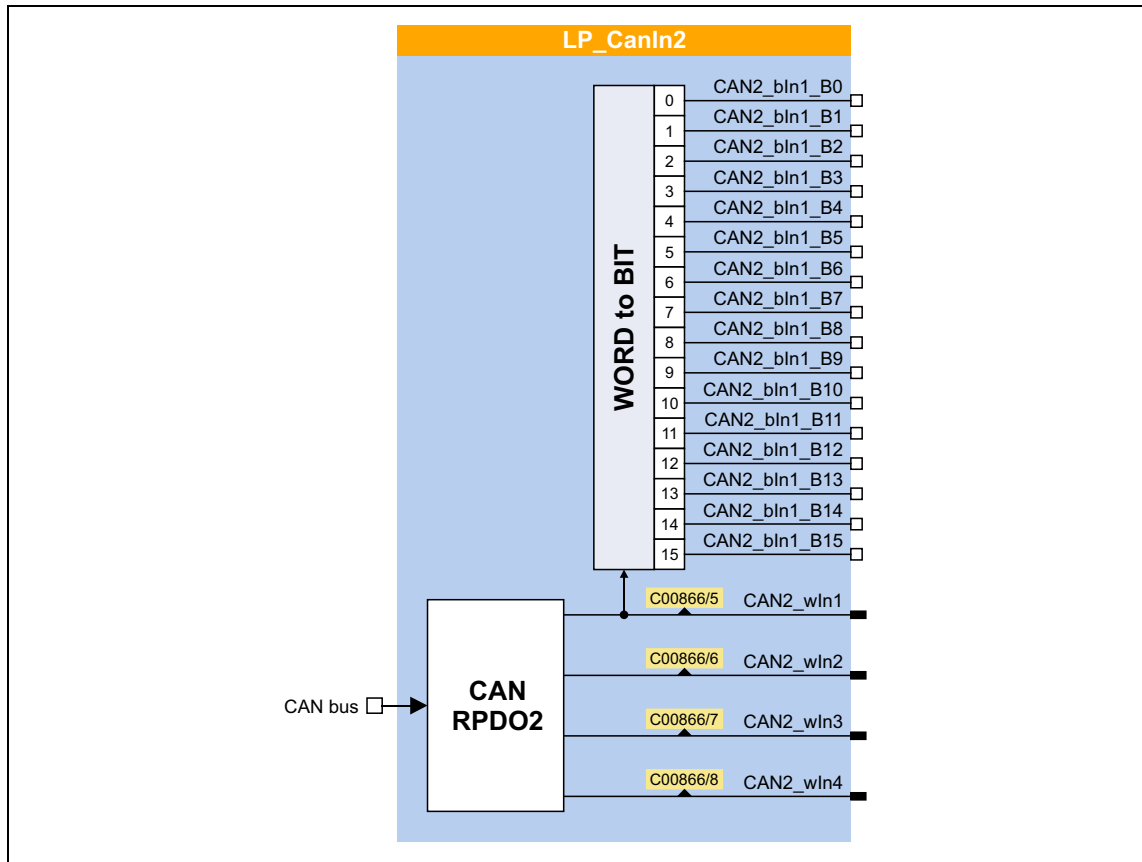 LP_CanIn2
CAN2_bIn1_B0
0
CAN2_bIn1_B1
1
CAN2_bIn1_B2
2
CAN2_bIn1_B3
3
CAN2_bIn1_B4
4
CAN2_bIn1_B5
5
CAN2_bIn1_B6
6
CAN2_bIn1_B7
7
CAN2_bIn1_B8
8
CAN2_bIn1_B9
9
CAN2_bIn1_B10
10
CAN2_bIn1_B11
11
CAN2_bIn1_B12
12
CAN2_bIn1_B13
13
CAN2_bIn1_B14
14
CAN2_bIn1_B15
15
WORD to BIT
C00866/5 CAN2_wIn1
C00866/6 CAN2_wIn2
CAN bus
CAN
RPDO2
C00866/7 CAN2_wIn3
C00866/8 CAN2_wIn4